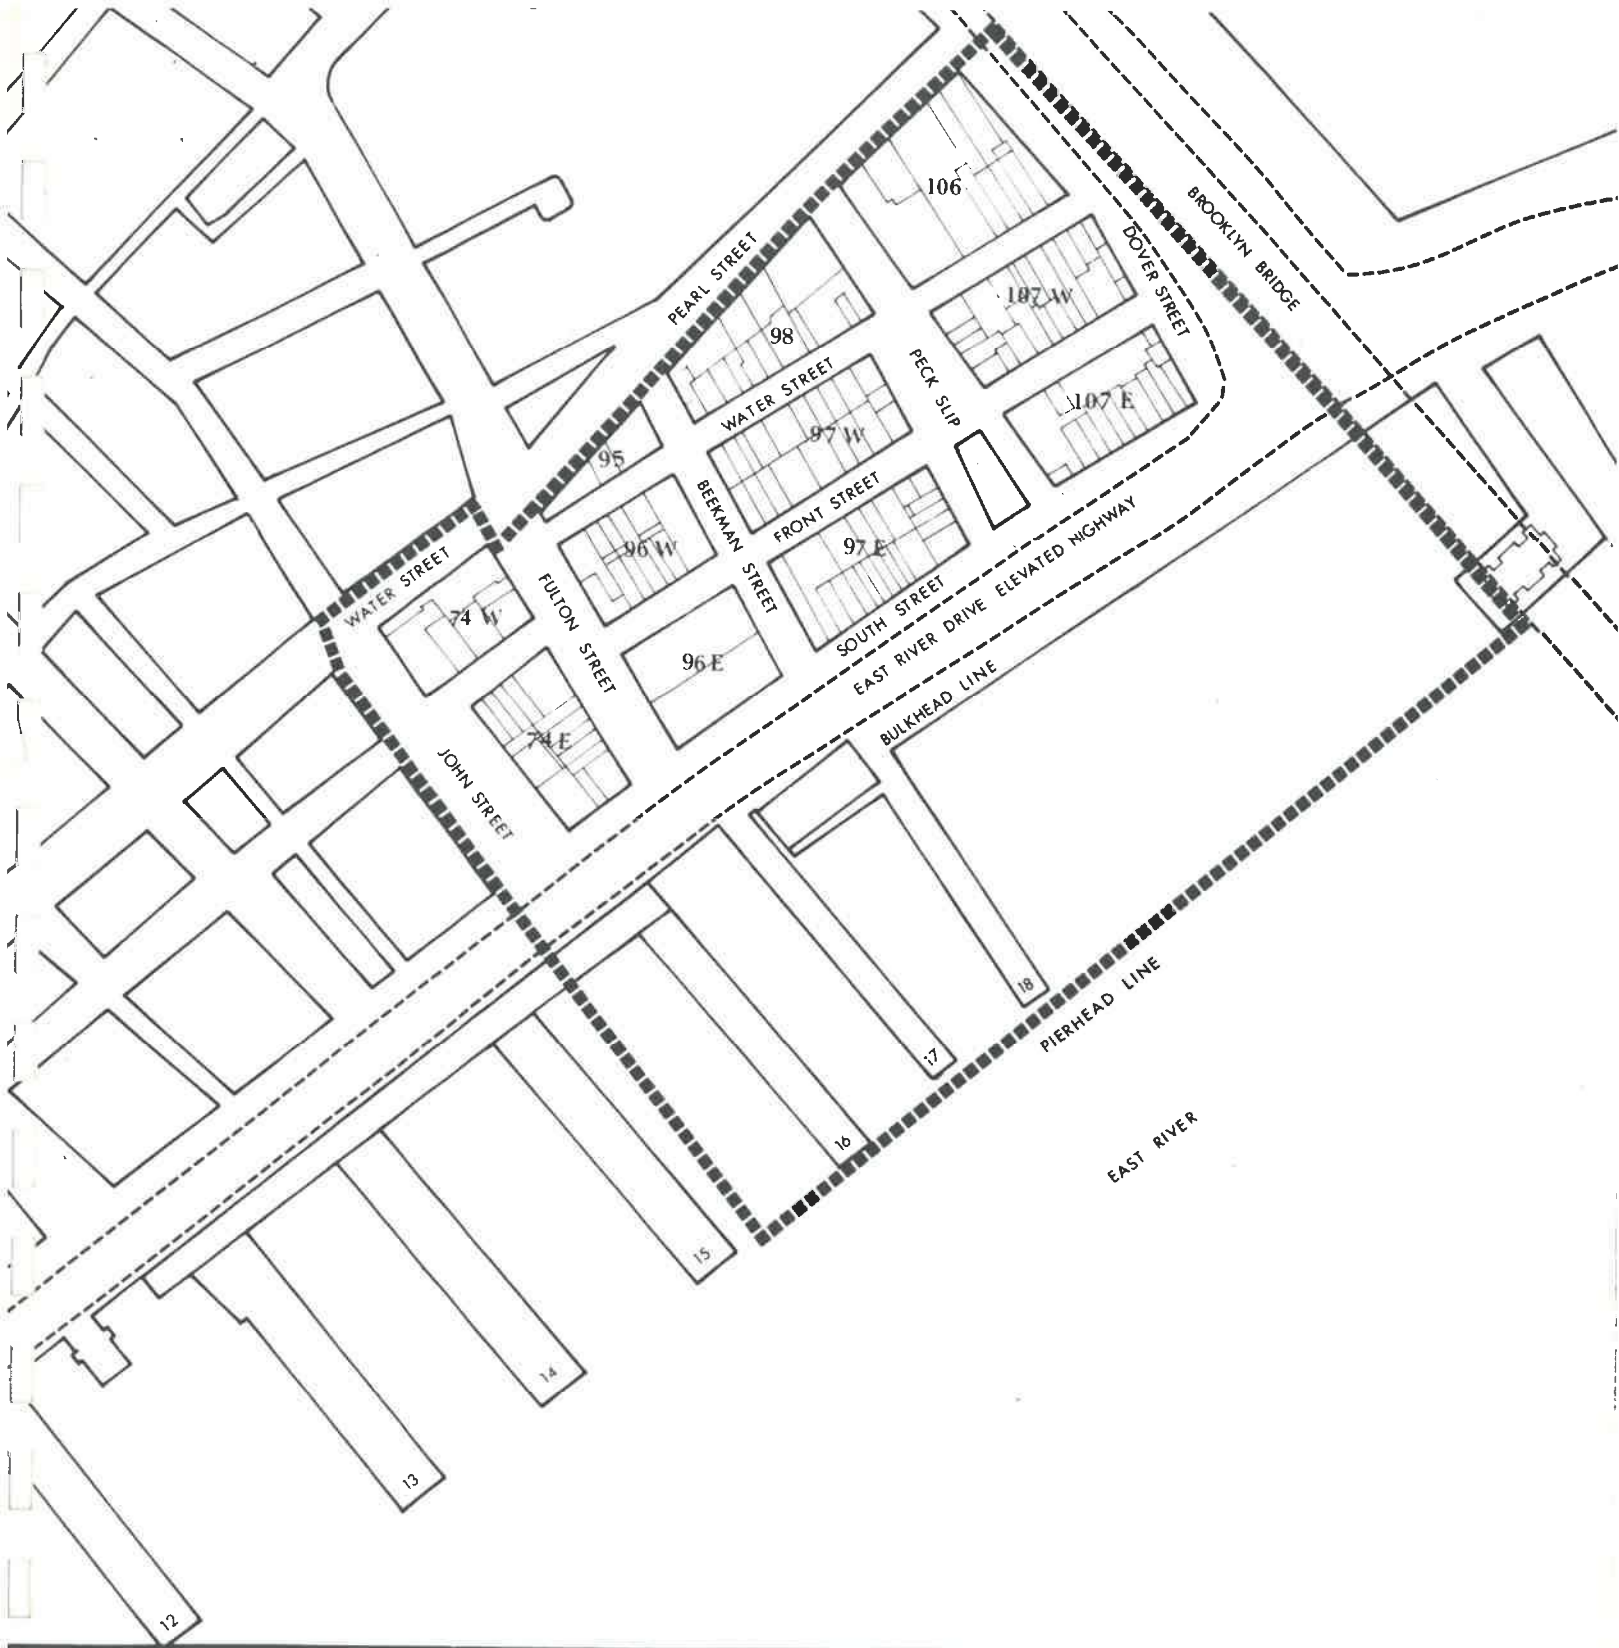 106
BROOKLYN BRIDGE
DOVER STREET
PEARL STREET
107 W
98
WATER STREET
PECK SLIP
107 E
97 W
95
BEEKMAN STREET
FRONT STREET
96 W
97 E
EAST RIVER DRIVE ELEVATED HIGHWAY
WATER STREET
FULTON STREET
SOUTH STREET
74 W
96 E
BULKHEAD LINE
74 E
JOHN STREET
18
PIERHEAD LINE
17
16
EAST RIVER
15
14
13
12